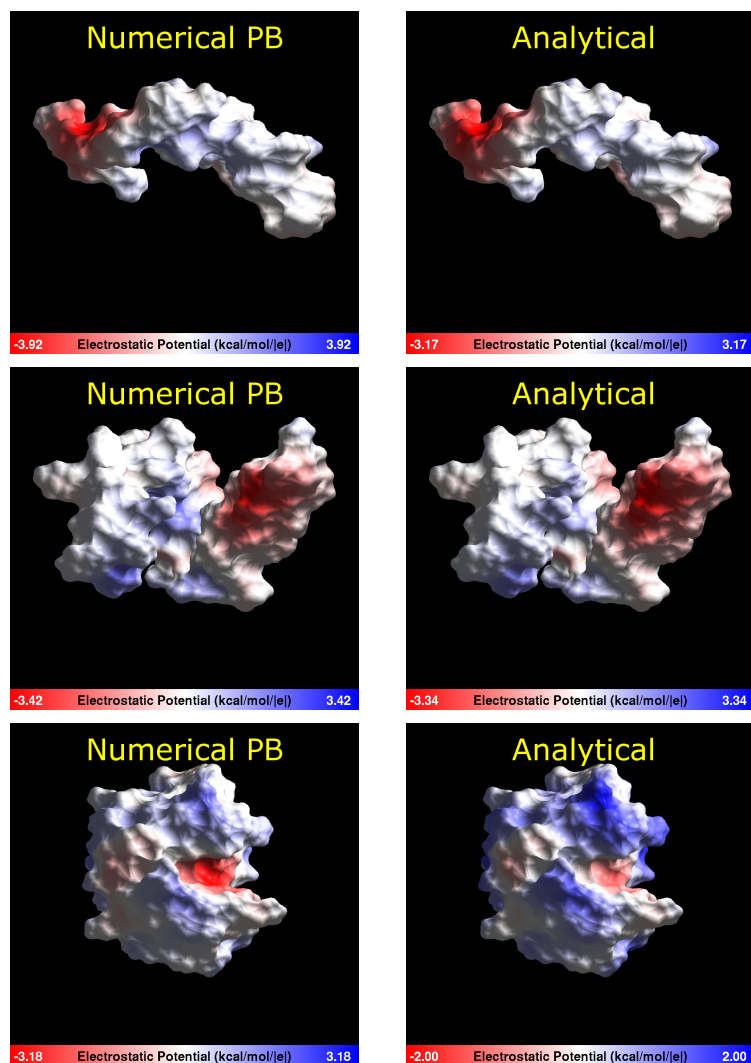 Numerical PB
Analytical
-3.92 Electrostatic Potential (kcal/mol/|e|) 3.92
-3.17 Electrostatic Potential (kcal/mol/|e|) 3.17
Numerical PB
Analytical
-3.42 Electrostatic Potential (kcal/mol/|e|) 3.42
-3.34 Electrostatic Potential (kcal/mol/|e|) 3.34
Numerical PB
Analytical
-3.18 Electrostatic Potential (kcal/mol/|e|) 3.18
-2.00 Electrostatic Potential (kcal/mol/|e|) 2.00